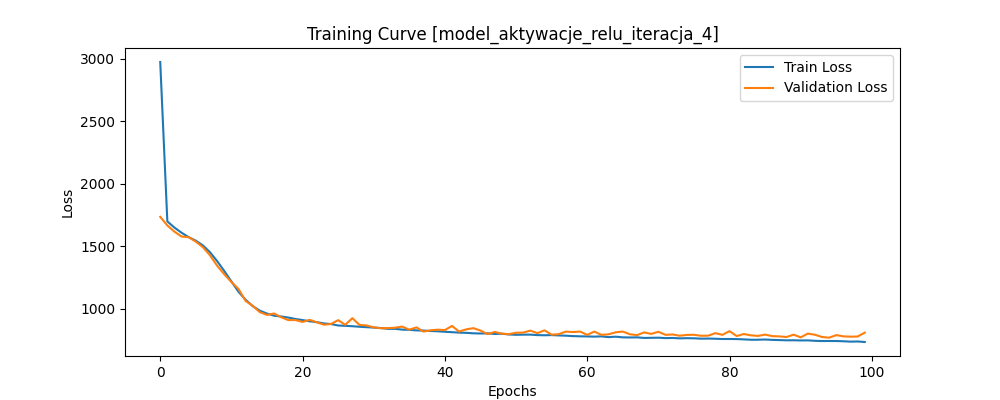 Training Curve [model_aktywacje_relu_iteracja_4]
Train Loss
Validation Loss
3000
2500
2000
1500
1000
Loss
0
20
40
60
80
100
Epochs